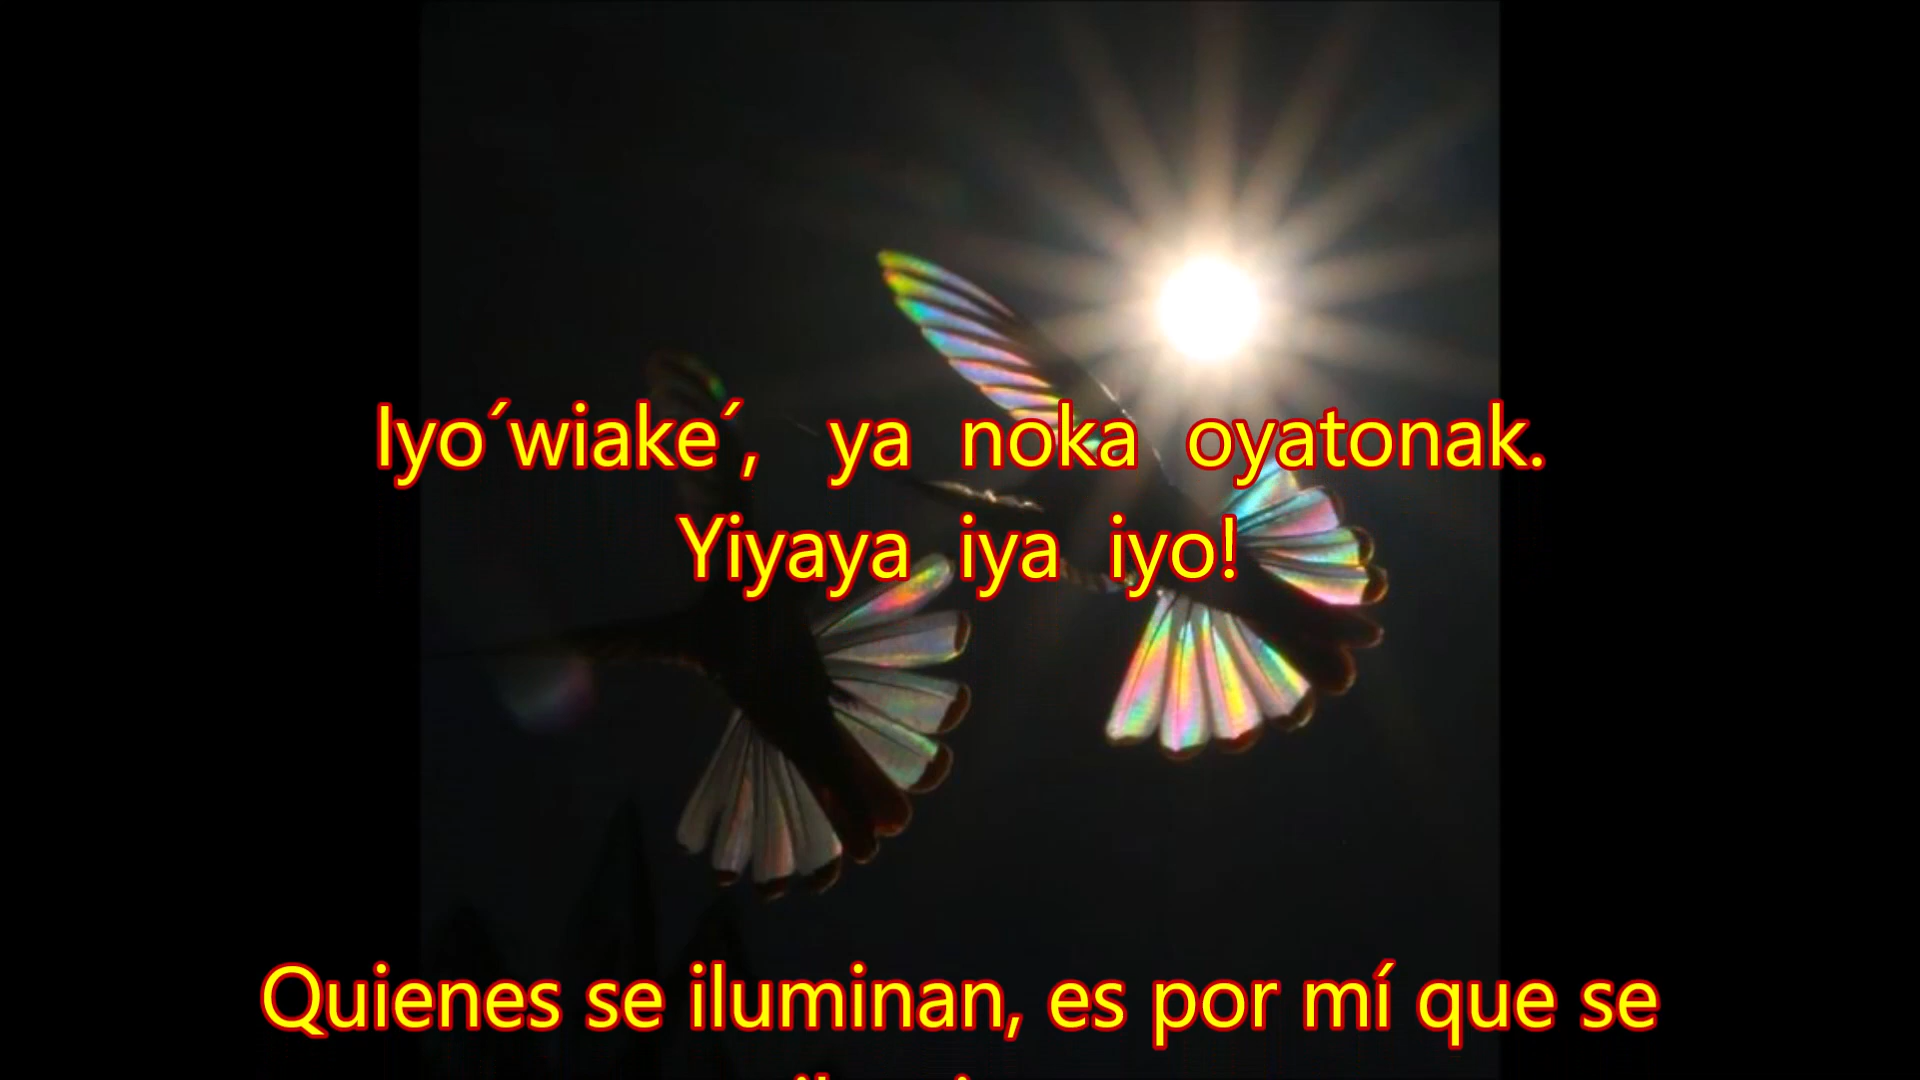 Iyo´wiake´, ya noka oyatonak.
Yiyaya iya iyo!
Quienes se iluminan, es por mí que se